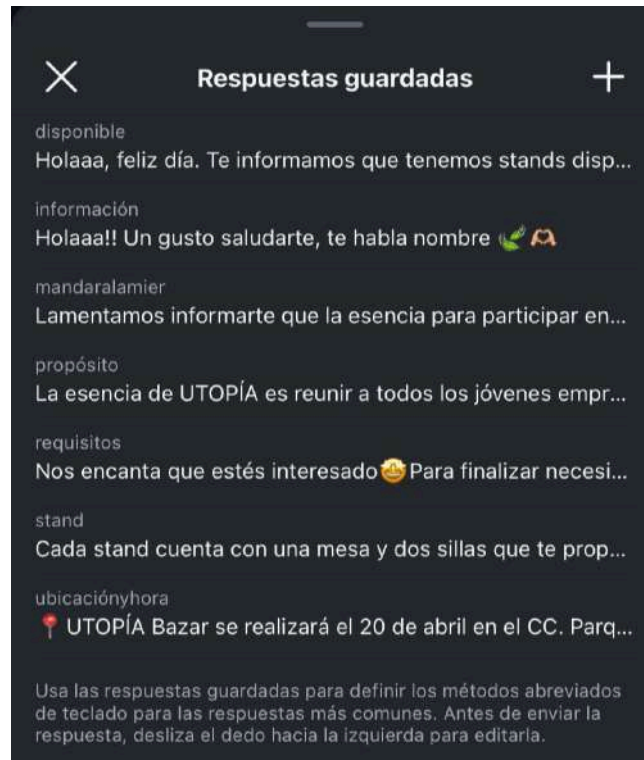 Respuestas guardadas
disponible
Holaaa, feliz día. Te informamos que tenemos stands disp...
información
Holaaa!! Un gusto saludarte, te habla nombre 🌿🫶🏼
mandaralamier
Lamentamos informarte que la esencia para participar en...
propósito
La esencia de UTOPÍA es reunir a todos los jóvenes empr...
requisitos
Nos encanta que estés interesado🤩Para finalizar necesi...
stand
Cada stand cuenta con una mesa y dos sillas que te prop...
ubicaciónyhora
📍 UTOPÍA Bazar se realizará el 20 de abril en el CC. Parq...
Usa las respuestas guardadas para definir los métodos abreviados
de teclado para las respuestas más comunes. Antes de enviar la
respuesta, desliza el dedo hacia la izquierda para editarla.